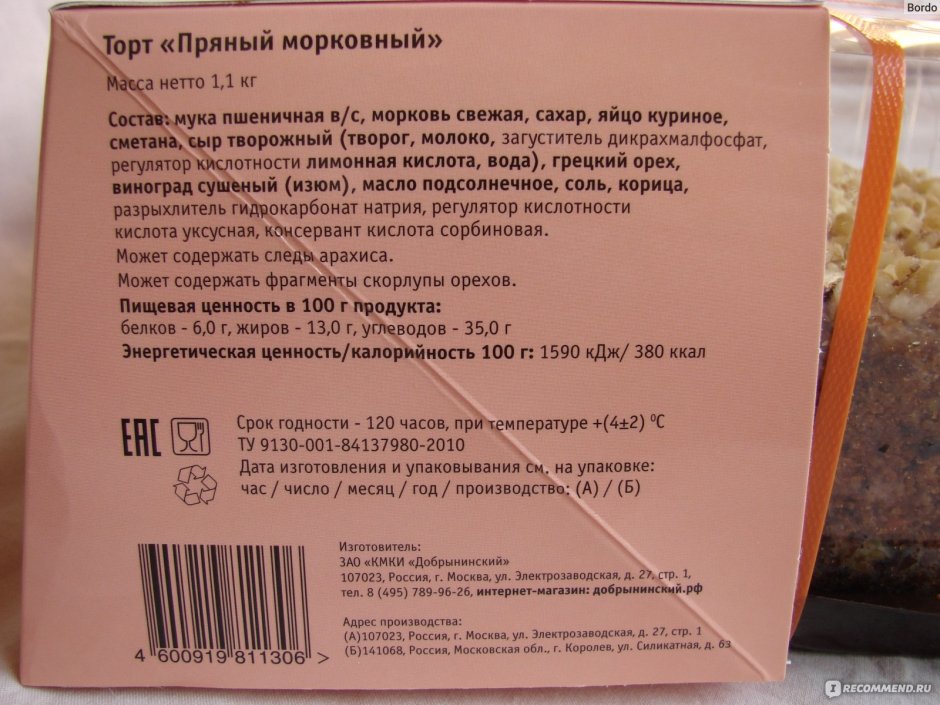 Bordo
Торт «Пряный морковный»
Масса нетто 1,1 кг
Состав: мука пшеничная в/с, морковь свежая, сахар, яйцо куриное,
сметана, сыр творожный (творог, молоко, загуститель дикрахмалфосфат,
регулятор кислотности лимонная кислота, вода), грецкий орех,
виноград сушеный (изюм), масло подсолнечное, соль, корица,
разрыхлитель гидрокарбонат натрия, регулятор кислотности
кислота уксусная, консервант кислота сорбиновая.
Может содержать следы арахиса.
Может содержать фрагменты скорлупы орехов.
Пищевая ценность в 100 г продукта:
белков - 6,0 г, жиров - 13,0 г, углеводов - 35,0 г
Энергетическая ценность/калорийность 100 г: 1590 кДж/ 380 ккал
EAC
Срок годности - 120 часов, при температуре +(4±2) ⁰С
ТУ 9130-001-84137980-2010
Дата изготовления и упаковывания см. на упаковке:
час / число / месяц / год / производство: (А) / (Б)
Изготовитель:
ЗАО «КМКИ «Добрынинский»
107023, Россия, г. Москва, ул. Электрозаводская, д. 27, стр. 1,
тел. 8 (495) 789-96-26, интернет-магазин: добрынинский.рф
Адрес производства:
(А)107023, Россия, г. Москва, ул. Электрозаводская, д. 27, стр. 1
(Б)141068, Россия, Московская обл., г. Королев, ул. Силикатная, д. 63
4 600919 811306 >
IRECOMMEND.RU